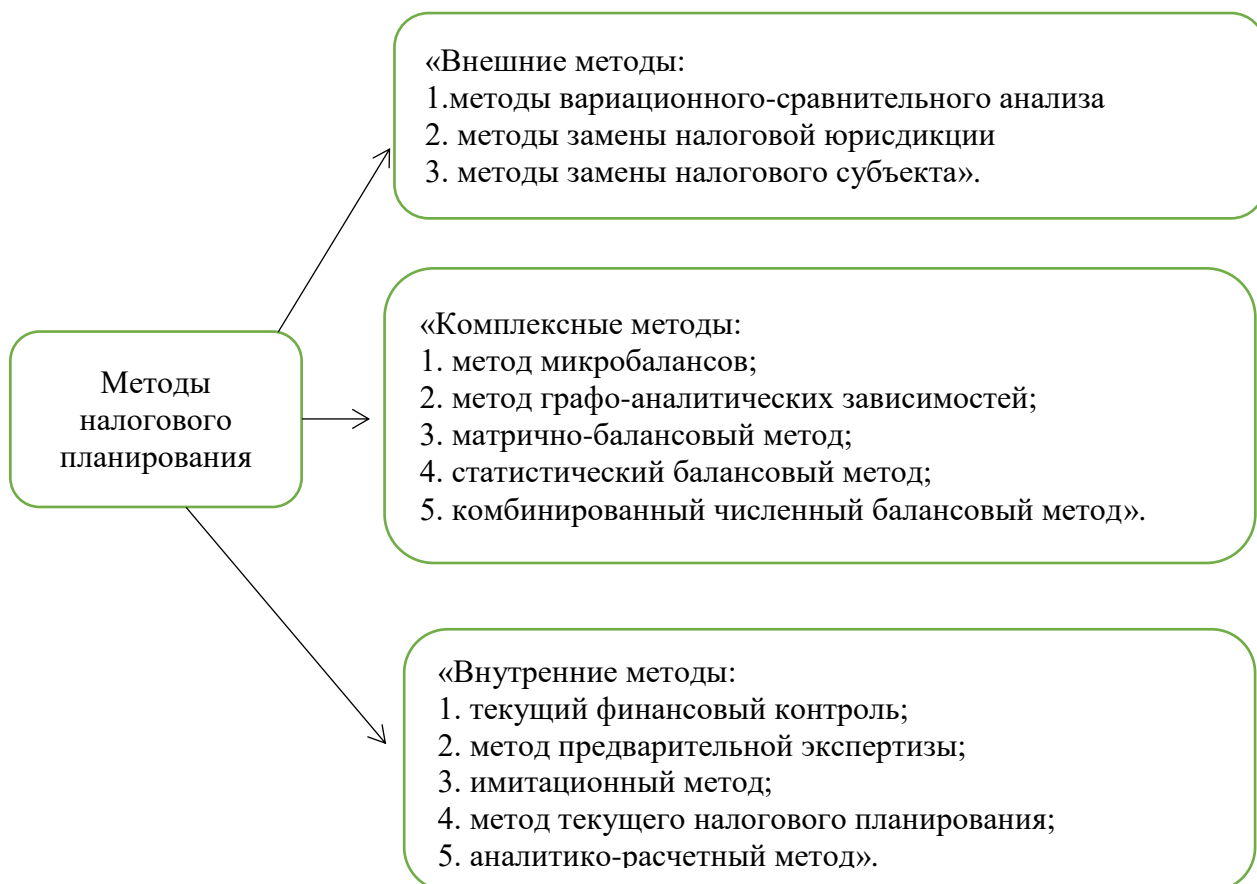 «Внешние методы:
1.методы вариационного-сравнительного анализа
2. методы замены налоговой юрисдикции
3. методы замены налогового субъекта».
Методы
налогового
планирования
«Комплексные методы:
1. метод микробалансов;
2. метод графо-аналитических зависимостей;
3. матрично-балансовый метод;
4. статистический балансовый метод;
5. комбинированный численный балансовый метод».
«Внутренние методы:
1. текущий финансовый контроль;
2. метод предварительной экспертизы;
3. имитационный метод;
4. метод текущего налогового планирования;
5. аналитико-расчетный метод».